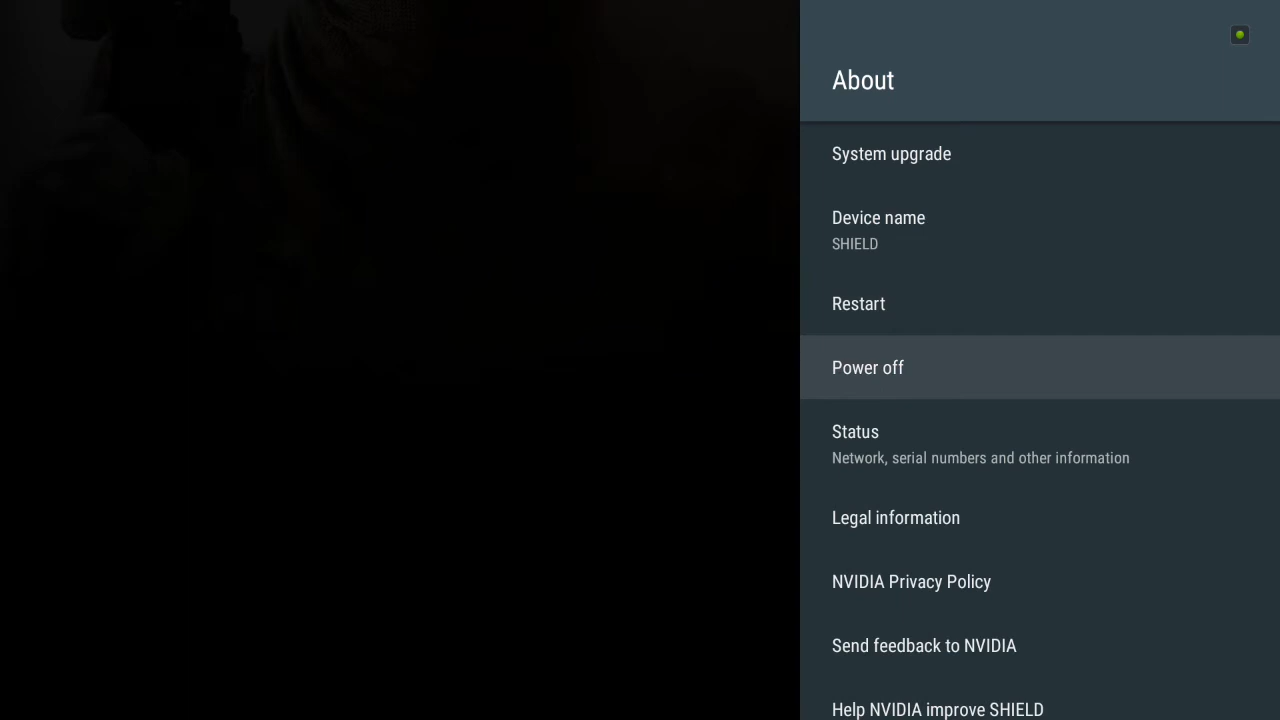 About
System upgrade
Device name
SHIELD
Restart
Power off
Status
Network, serial numbers and other information
Legal information
NVIDIA Privacy Policy
Send feedback to NVIDIA
Help NVIDIA improve SHIELD